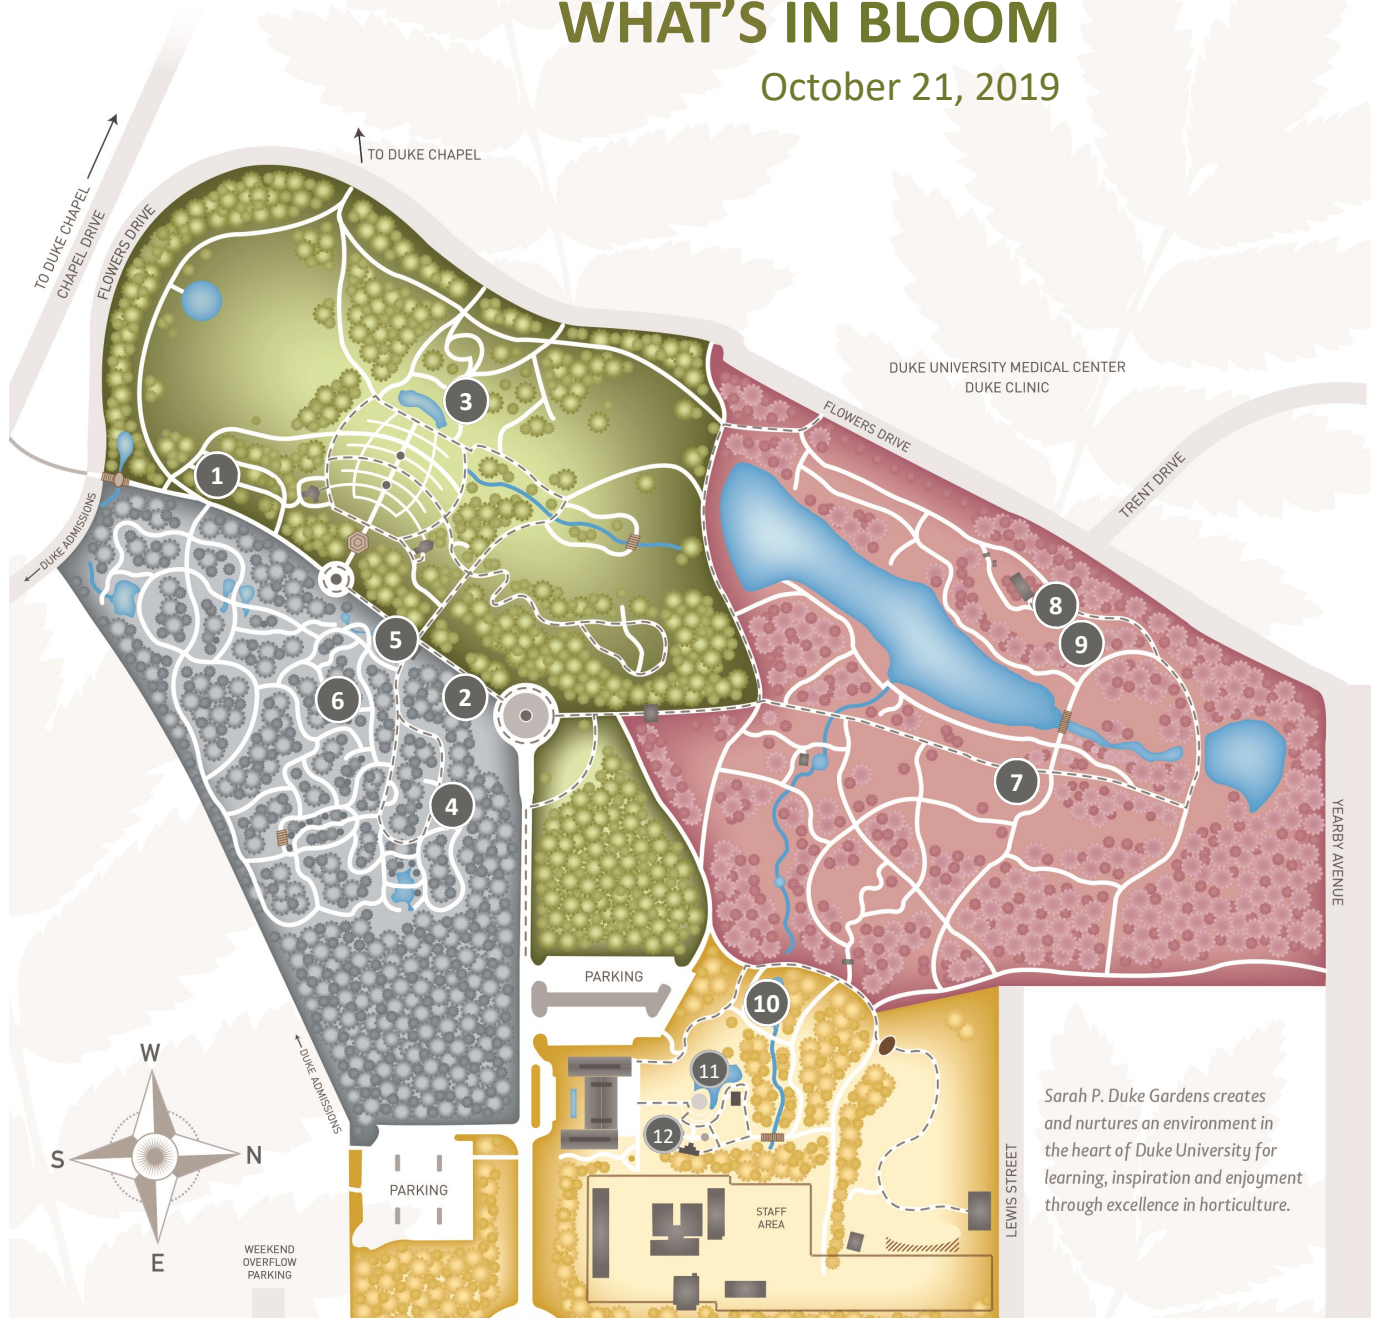 WHAT'S IN BLOOM
October 21, 2019
TO DUKE CHAPEL
TO DUKE CHAPEL
CHAPEL DRIVE
FLOWERS DRIVE
DUKE UNIVERSITY MEDICAL CENTER
DUKE CLINIC
FLOWERS DRIVE
TRENT DRIVE
3
1
DUKE ADMISSIONS
8
9
5
6
2
7
4
YEARBY AVENUE
PARKING
10
11
12
DUKE ADMISSIONS
W
S
N
E
PARKING
WEEKEND
OVERFLOW
PARKING
STAFF
AREA
LEWIS STREET
Sarah P. Duke Gardens creates
and nurtures an environment in
the heart of Duke University for
learning, inspiration and enjoyment
through excellence in horticulture.